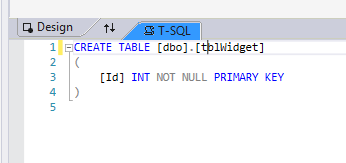 Design ↑↓ T-SQL
1 CREATE TABLE [dbo].[tblWidget]
2 (
3 [Id] INT NOT NULL PRIMARY KEY
4 )
5